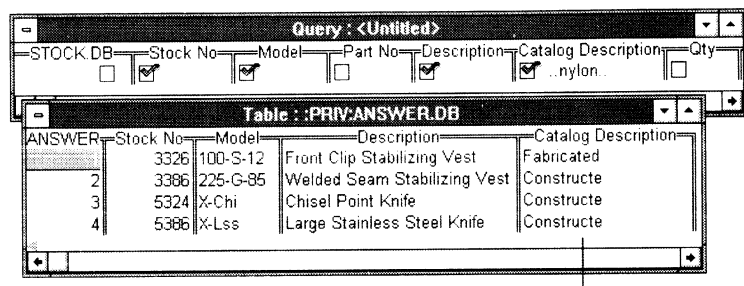 Query : <Untitled>
STOCK.DB Stock No Model Part No Description Catalog Description Qty
..nylon..
Table : :PRIV:ANSWER.DB
ANSWER Stock No Model Description Catalog Description
1 3326 100-S-12 Front Clip Stabilizing Vest Fabricated
2 3386 225-G-85 Welded Seam Stabilizing Vest Constructe
3 5324 X-Chi Chisel Point Knife Constructe
4 5386 X-Lss Large Stainless Steel Knife Constructe